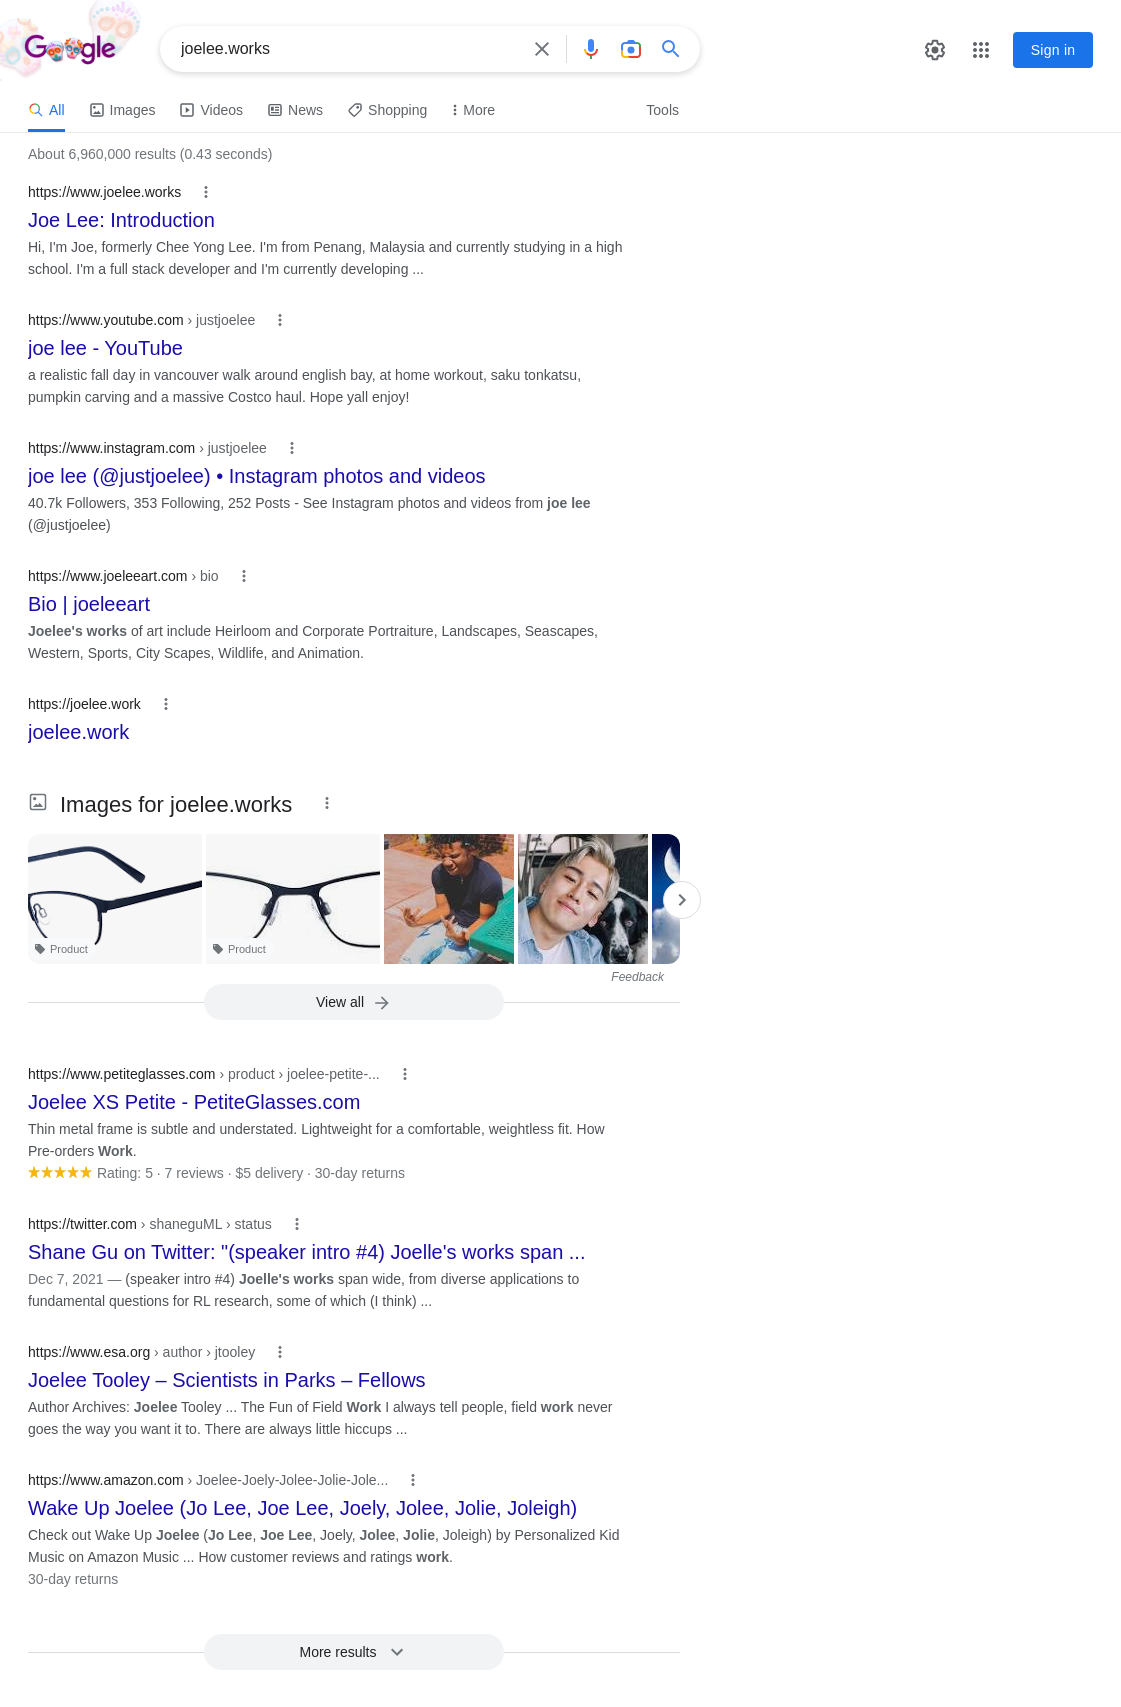 Google
joelee.works
Sign in
All Images Videos News Shopping More Tools
About 6,960,000 results (0.43 seconds)
https://www.joelee.works
Joe Lee: Introduction
Hi, I'm Joe, formerly Chee Yong Lee. I'm from Penang, Malaysia and currently studying in a high
school. I'm a full stack developer and I'm currently developing ...
https://www.youtube.com › justjoelee
joe lee - YouTube
a realistic fall day in vancouver walk around english bay, at home workout, saku tonkatsu,
pumpkin carving and a massive Costco haul. Hope yall enjoy!
https://www.instagram.com › justjoelee
joe lee (@justjoelee) • Instagram photos and videos
40.7k Followers, 353 Following, 252 Posts - See Instagram photos and videos from joe lee
(@justjoelee)
https://www.joeleeart.com › bio
Bio | joeleeart
Joelee's works of art include Heirloom and Corporate Portraiture, Landscapes, Seascapes,
Western, Sports, City Scapes, Wildlife, and Animation.
https://joelee.work
joelee.work
Images for joelee.works
Product
Product
Feedback
View all
https://www.petiteglasses.com › product › joelee-petite-...
Joelee XS Petite - PetiteGlasses.com
Thin metal frame is subtle and understated. Lightweight for a comfortable, weightless fit. How
Pre-orders Work.
Rating: 5 · 7 reviews · $5 delivery · 30-day returns
https://twitter.com › shaneguML › status
Shane Gu on Twitter: "(speaker intro #4) Joelle's works span ...
Dec 7, 2021 — (speaker intro #4) Joelle's works span wide, from diverse applications to
fundamental questions for RL research, some of which (I think) ...
https://www.esa.org › author › jtooley
Joelee Tooley – Scientists in Parks – Fellows
Author Archives: Joelee Tooley ... The Fun of Field Work I always tell people, field work never
goes the way you want it to. There are always little hiccups ...
https://www.amazon.com › Joelee-Joely-Jolee-Jolie-Jole...
Wake Up Joelee (Jo Lee, Joe Lee, Joely, Jolee, Jolie, Joleigh)
Check out Wake Up Joelee (Jo Lee, Joe Lee, Joely, Jolee, Jolie, Joleigh) by Personalized Kid
Music on Amazon Music ... How customer reviews and ratings work.
30-day returns
More results